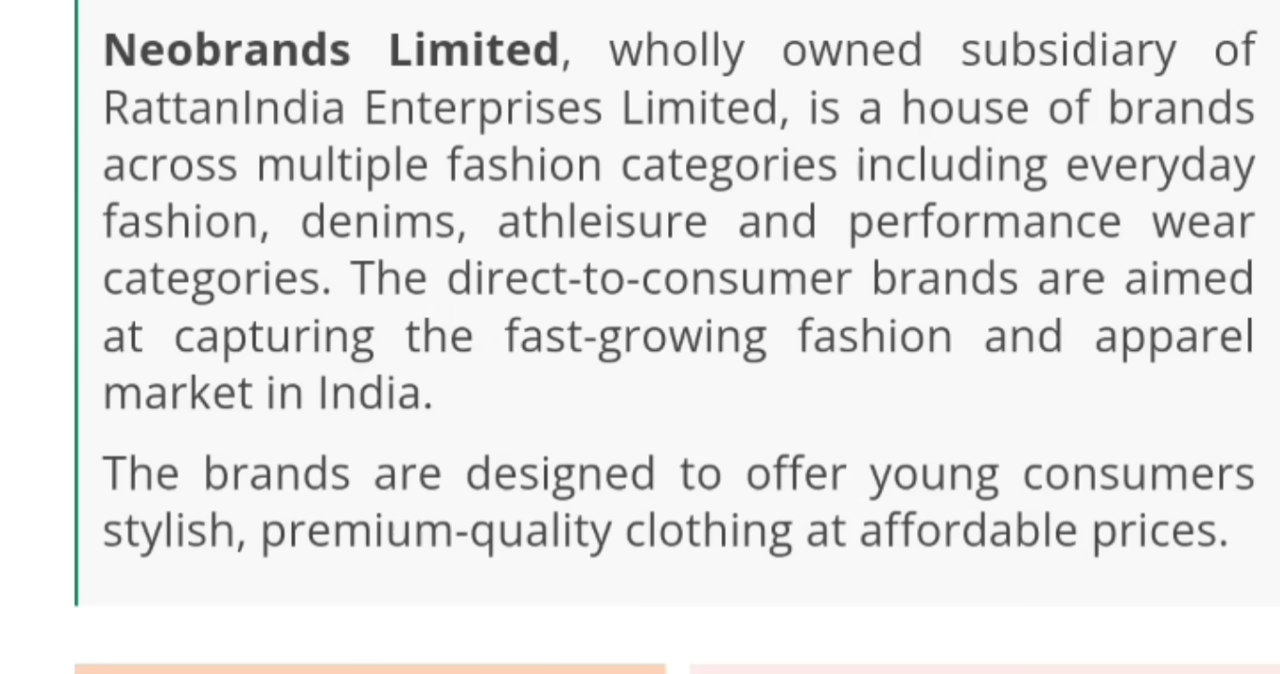 Neobrands Limited, wholly owned subsidiary of
RattanIndia Enterprises Limited, is a house of brands
across multiple fashion categories including everyday
fashion, denims, athleisure and performance wear
categories. The direct-to-consumer brands are aimed
at capturing the fast-growing fashion and apparel
market in India.
The brands are designed to offer young consumers
stylish, premium-quality clothing at affordable prices.